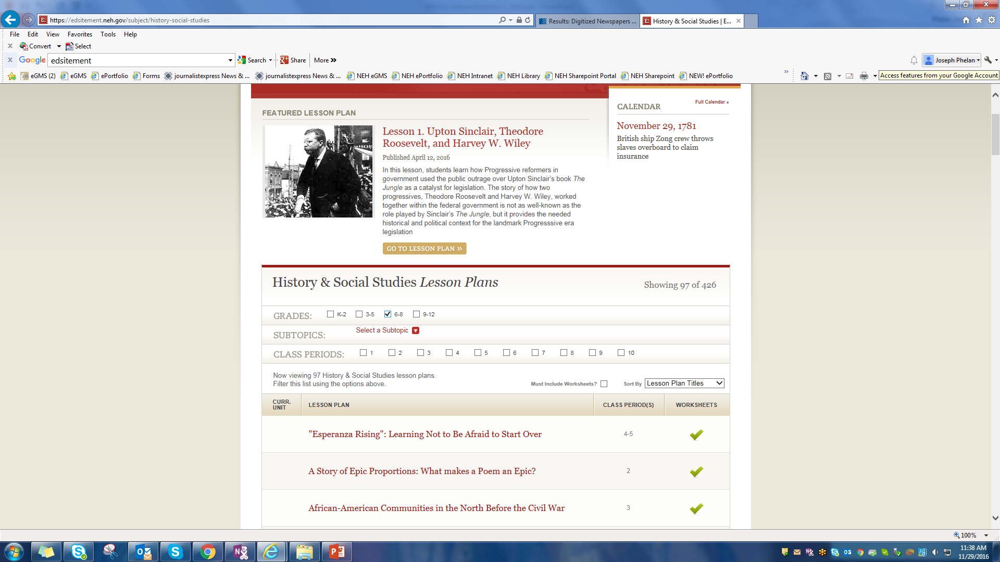 https://edsitement.neh.gov/subject/history-social-studies
Results: Digitized Newspapers ...
History & Social Studies | E...
File Edit View Favorites Tools Help
Convert Select
Google edsitement Search Share More »
Joseph Phelan
eGMS (2) eGMS ePortfolio Forms journalistexpress News & ... journalistexpress News & ... NEH eGMS NEH ePortfolio NEH Intranet NEH Library NEH Sharepoint Portal NEH Sharepoint NEW! ePortfolio
Access features from your Google Account
FEATURED LESSON PLAN
Lesson 1. Upton Sinclair, Theodore
Roosevelt, and Harvey W. Wiley
Published April 12, 2016
In this lesson, students learn how Progressive reformers in
government used the public outrage over Upton Sinclair's book The
Jungle as a catalyst for legislation. The story of how two
progressives, Theodore Roosevelt and Harvey W. Wiley, worked
together within the federal government is not as well-known as the
role played by Sinclair's The Jungle, but it provides the needed
historical and political context for the landmark Progresssive era
legislation
GO TO LESSON PLAN »
CALENDAR
Full Calendar »
November 29, 1781
British ship Zong crew throws
slaves overboard to claim
insurance
History & Social Studies Lesson Plans
Showing 97 of 426
GRADES: K-2 3-5 6-8 9-12
SUBTOPICS: Select a Subtopic
CLASS PERIODS: 1 2 3 4 5 6 7 8 9 10
Now viewing 97 History & Social Studies lesson plans.
Filter this list using the options above.
Must Include Worksheets? Sort By Lesson Plan Titles
CURR.
UNIT
LESSON PLAN CLASS PERIOD(S) WORKSHEETS
"Esperanza Rising": Learning Not to Be Afraid to Start Over 4-5
A Story of Epic Proportions: What makes a Poem an Epic? 2
African-American Communities in the North Before the Civil War 3
100%
11:38 AM
11/29/2016